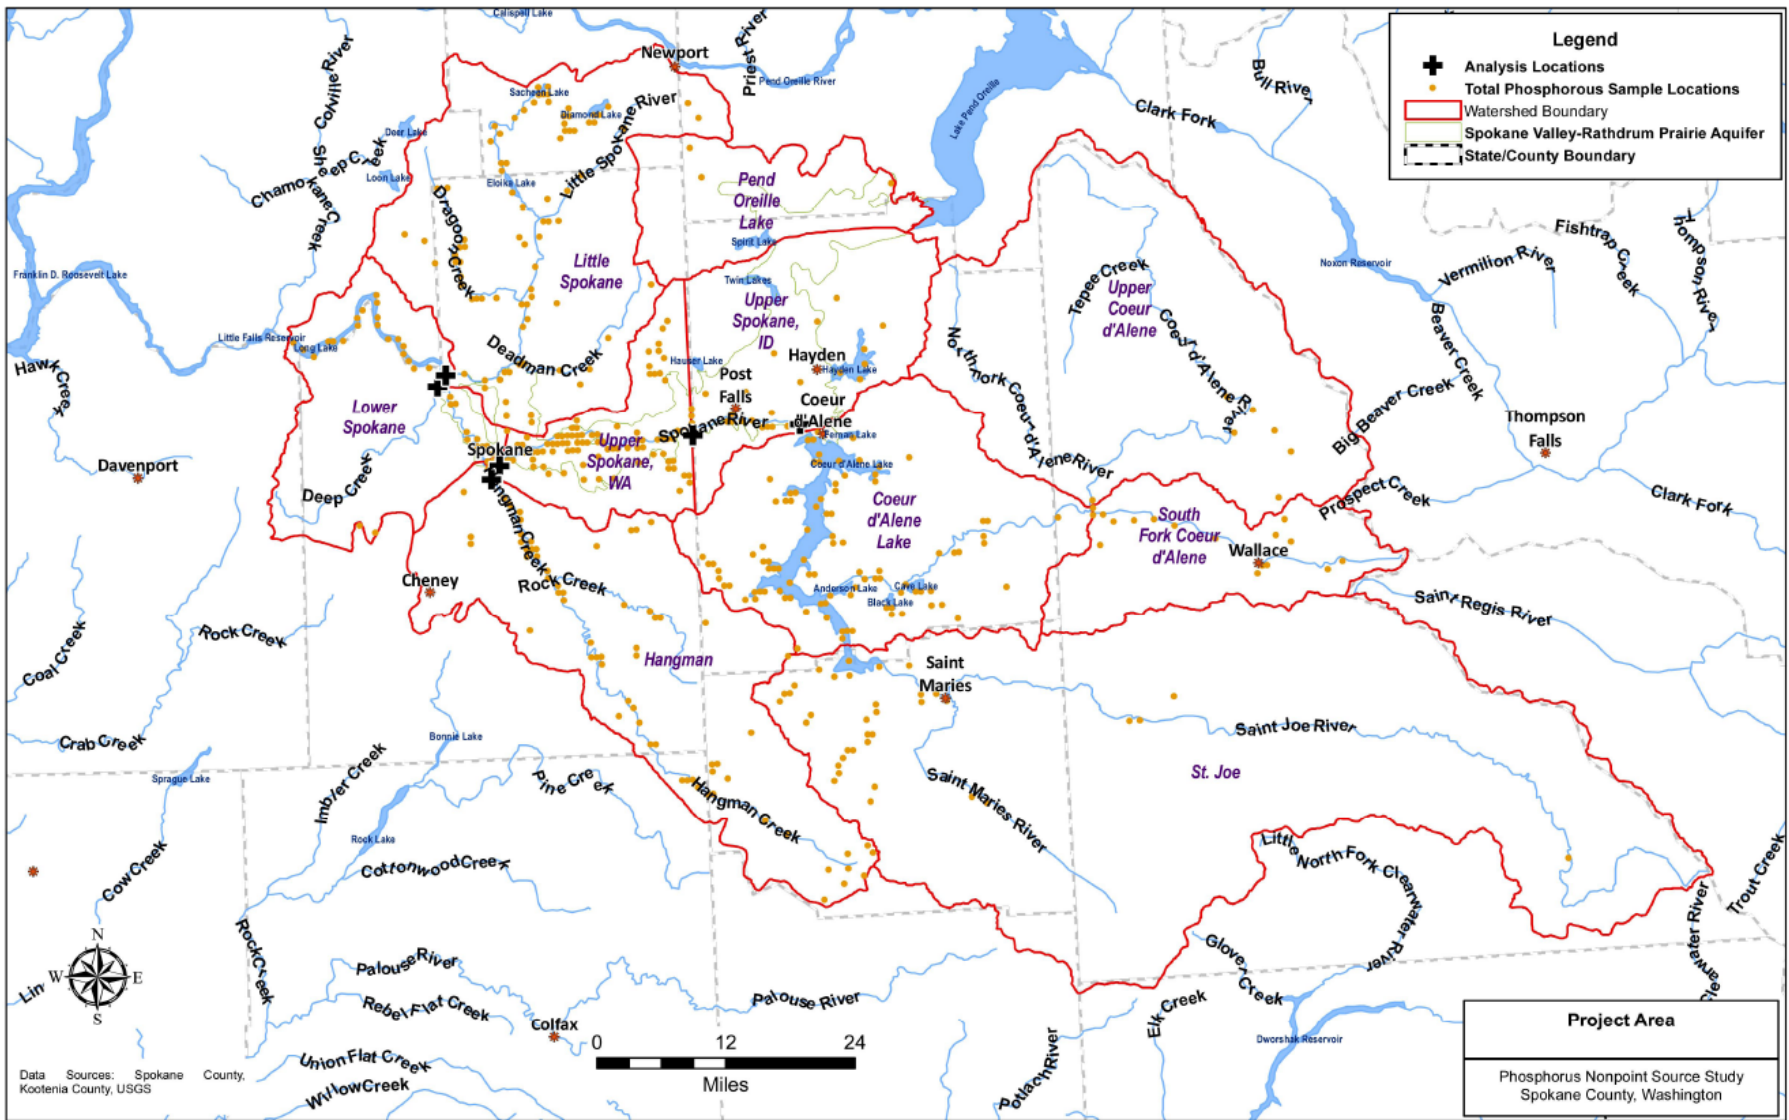 Legend
Analysis Locations
Total Phosphorous Sample Locations
Watershed Boundary
Spokane Valley-Rathdrum Prairie Aquifer
State/County Boundary
Calispell Lake
Newport
Priest River
Pend Oreille River
Lake Pend Oreille
Clark Fork
Bull River
Colville River
Sacheen Lake
Diamond Lake
Little Spokane River
Deer Lake
Loon Lake
Eloika Lake
Dragoon Creek
Pend
Oreille
Lake
Spirit Lake
Twin Lakes
Little
Spokane
Upper
Spokane,
ID
Tepee Creek
Upper
Coeur
d'Alene
Coeur d'Alene River
Noxon Reservoir
Vermilion River
Fishtrap Creek
Thompson River
Beaver Creek
Big Beaver Creek
Franklin D. Roosevelt Lake
Little Falls Reservoir
Long Lake
Hawk Creek
Deadman Creek
Hauser Lake
Hayden
Hayden Lake
Post
Falls
Coeur
d'Alene
Fernan Lake
Spokane River
Lower
Spokane
Spokane
Upper
Spokane,
WA
Coeur d'Alene Lake
Coeur
d'Alene
Lake
Thompson
Falls
Davenport
Deep Creek
Hangman Creek
Prospect Creek
Clark Fork
South
Fork Coeur
d'Alene
Wallace
Cheney
Rock Creek
Anderson Lake
Cave Lake
Black Lake
Saint Regis River
Rock Creek
Coal Creek
Hangman
Saint
Maries
Crab Creek
Bonnie Lake
Saint Joe River
Sprague Lake
Imbler Creek
Pine Creek
Hangman Creek
Saint Maries River
St. Joe
Rock Lake
Cow Creek
Cottonwood Creek
Little North Fork Clearwater River
Trout Creek
N
W
E
S
Rock Creek
Palouse River
Rebel Flat Creek
Palouse River
Glover Creek
Elk Creek
Colfax
Dworshak Reservoir
Union Flat Creek
Willow Creek
Potlach River
0 12 24
Miles
Data Sources: Spokane County,
Kootenia County, USGS
Project Area
Phosphorus Nonpoint Source Study
Spokane County, Washington